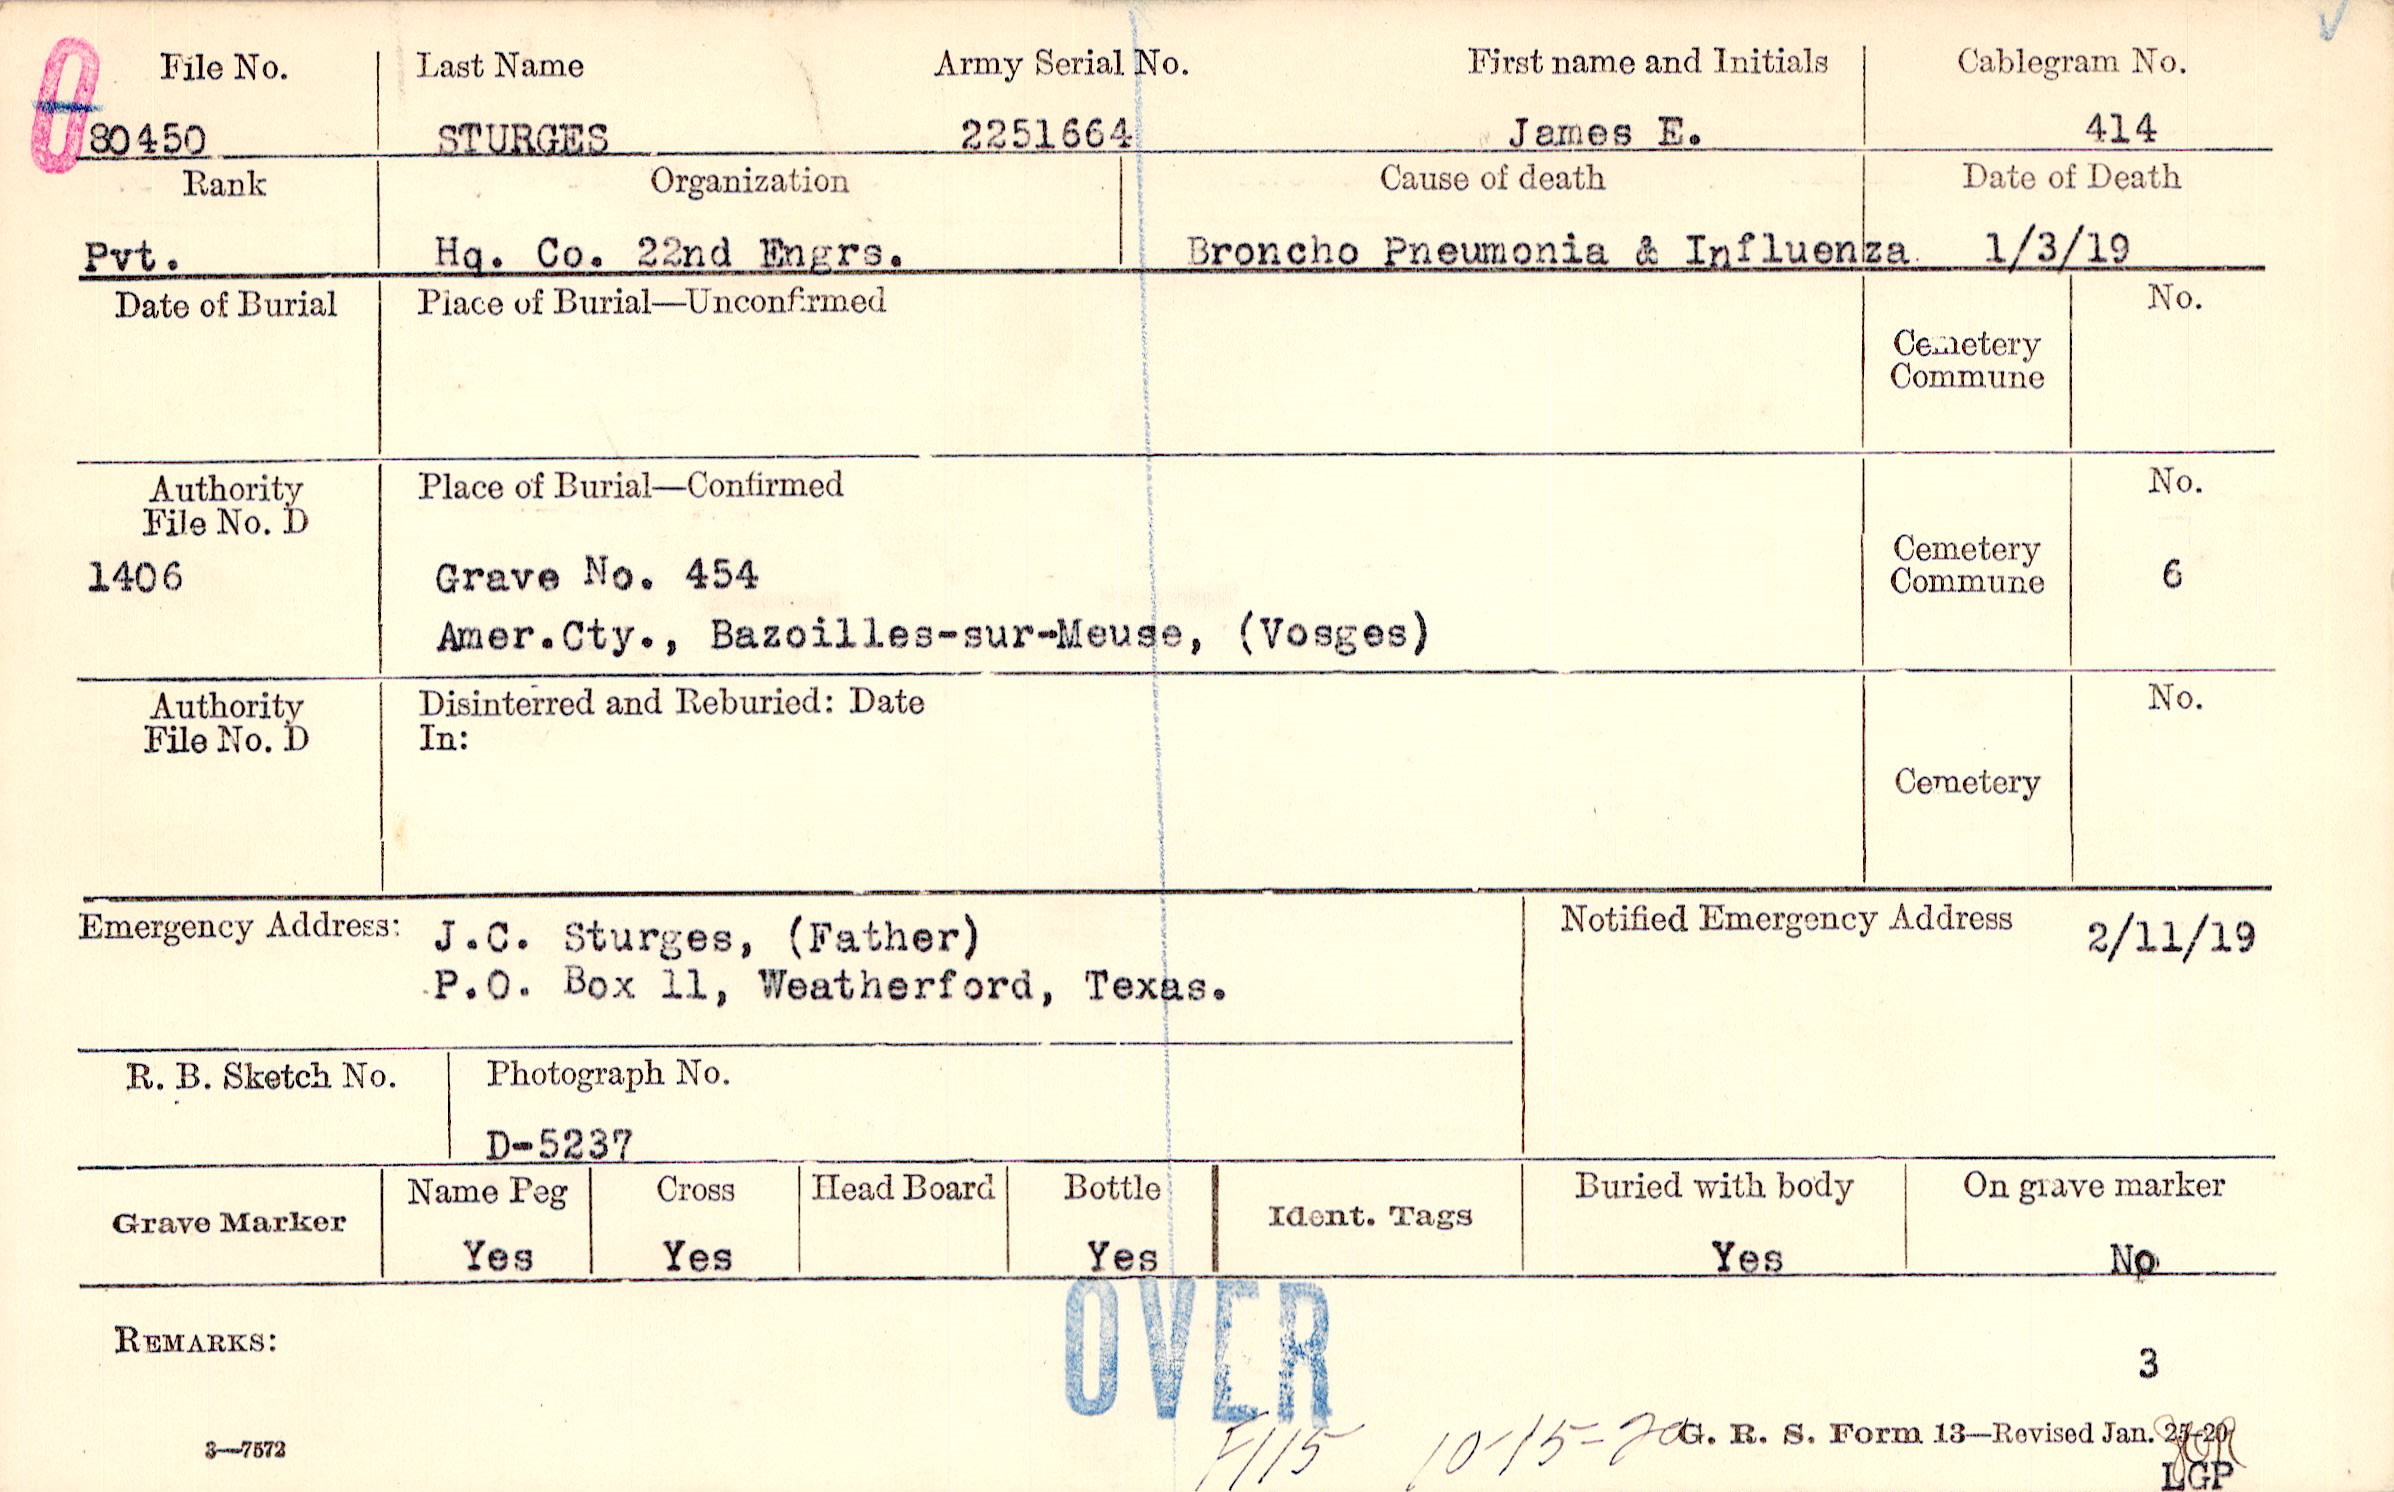 File No. Last Name Army Serial No. First name and Initials Cablegram No.
80450 STURGES 2251664 James E. 414
Rank Organization Cause of death Date of Death
Pvt. Hq. Co. 22nd Engrs. Broncho Pneumonia & Influenza 1/3/19
Date of Burial Place of Burial—Unconfirmed No.
Cemetery
Commune
Authority Place of Burial—Confirmed No.
File No. D
Cemetery
1406 Grave No. 454 Commune 6
Amer.Cty., Bazoilles-sur-Meuse, (Vosges)
Authority Disinterred and Reburied: Date No.
File No. D In:
Cemetery
Emergency Address: J.C. Sturges, (Father) Notified Emergency Address 2/11/19
P.O. Box 11, Weatherford, Texas.
R. B. Sketch No. Photograph No.
D-5237
Name Peg Cross Head Board Bottle Buried with body On grave marker
Grave Marker Ident. Tags
Yes Yes Yes Yes No
OVER
REMARKS:
3
F115 10-15-20 G. R. S. Form 13—Revised Jan. 25-20
3—7572
LGP